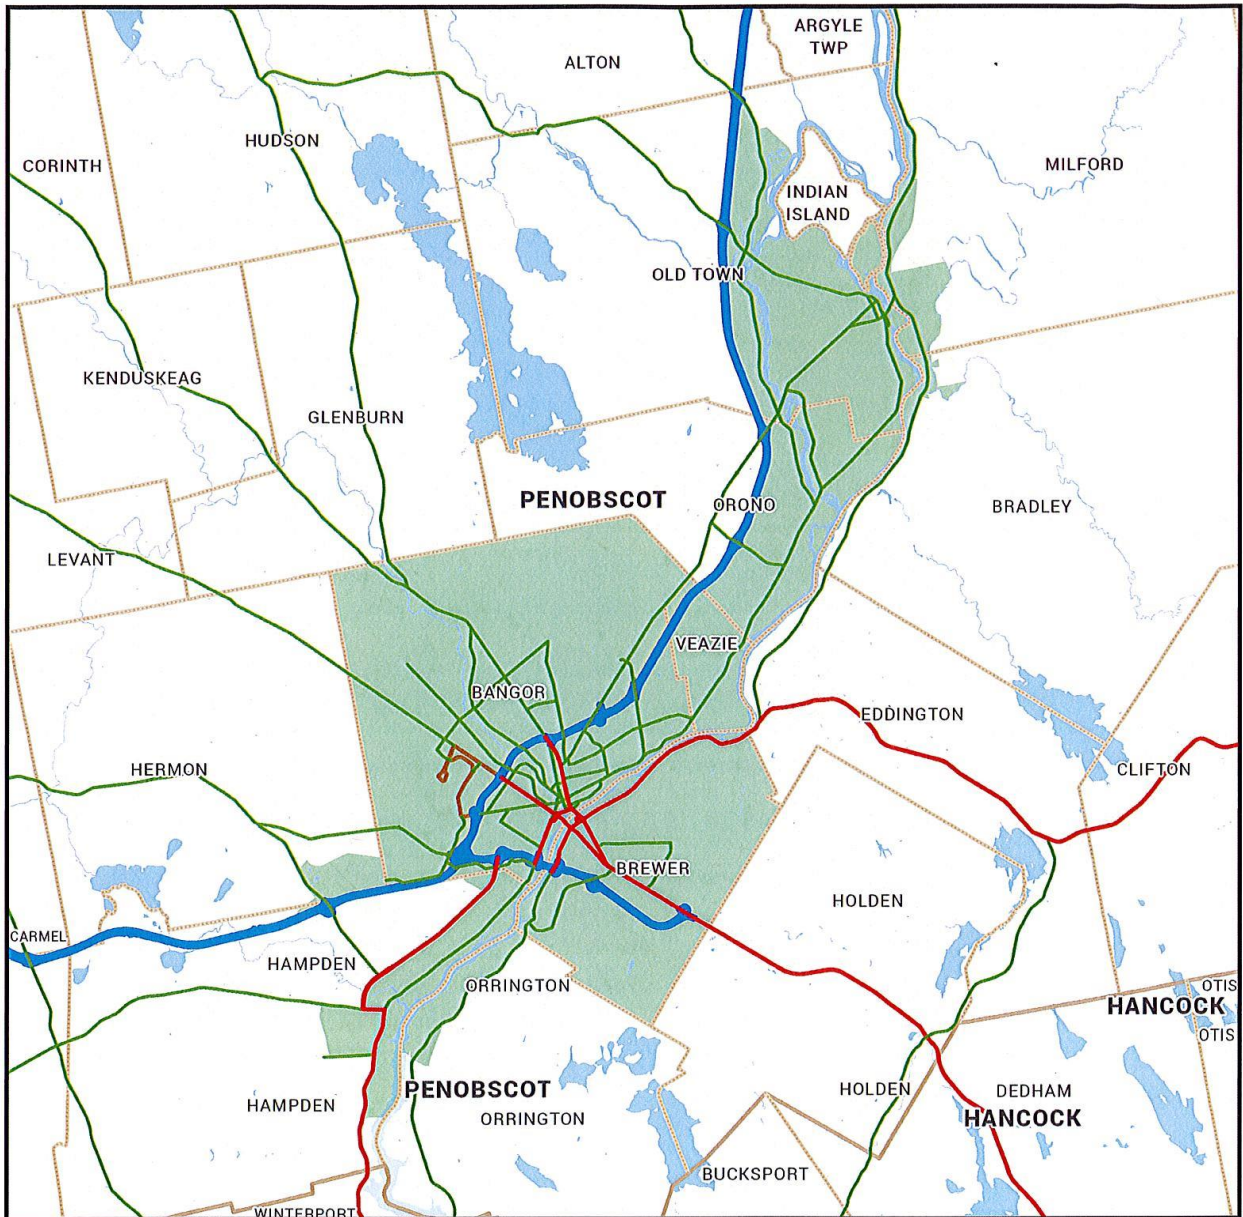 ARGYLE
TWP
ALTON
HUDSON
CORINTH
MILFORD
INDIAN
ISLAND
OLD TOWN
KENDUSKEAG
GLENBURN
PENOBSCOT
ORONO
BRADLEY
LEVANT
VEAZIE
BANGOR
EDDINGTON
HERMON
CLIFTON
BREWER
HOLDEN
CARMEL
HAMPDEN
ORRINGTON
OTIS
HANCOCK
OTIS
PENOBSCOT
HOLDEN
DEDHAM
HAMPDEN
ORRINGTON
HANCOCK
BUCKSPORT
WINTERPORT